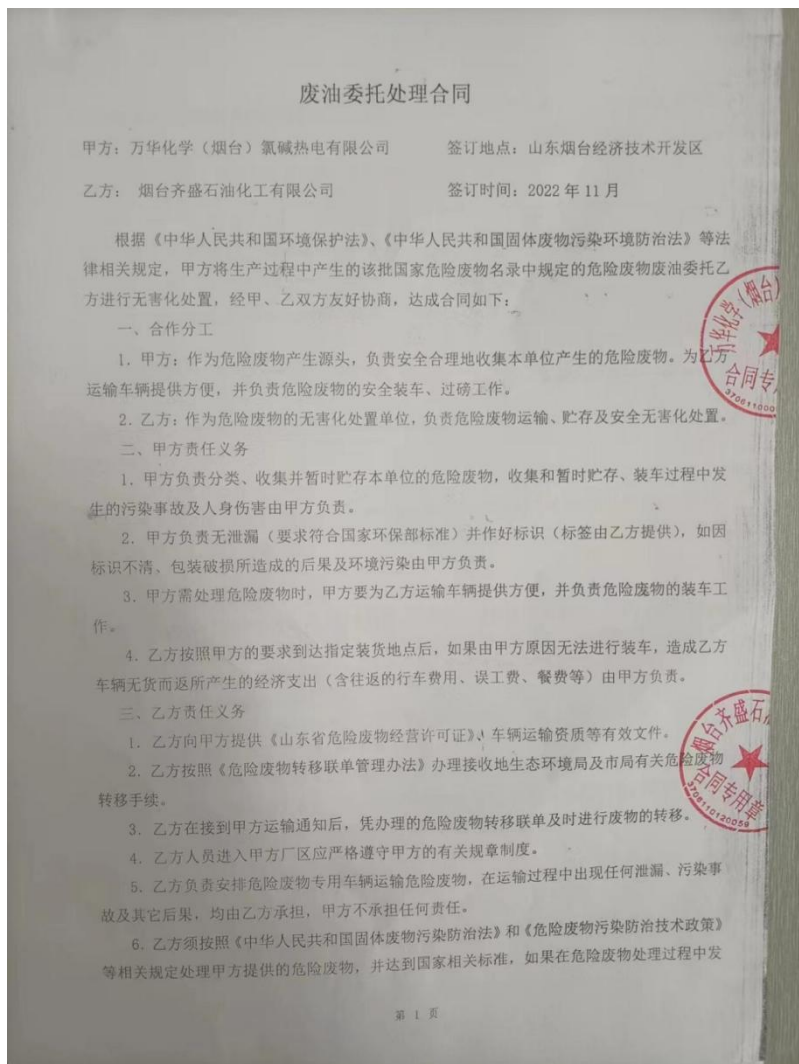 废油委托处理合同
甲方：万华化学（烟台）氯碱热电有限公司 签订地点：山东烟台经济技术开发区
乙方： 烟台齐盛石油化工有限公司 签订时间：2022 年 11 月
根据《中华人民共和国环境保护法》、《中华人民共和国固体废物污染环境防治法》等法
律相关规定，甲方将生产过程中产生的该批国家危险废物名录中规定的危险废物废油委托乙
方进行无害化处置，经甲、乙双方友好协商，达成合同如下：
一、合作分工
1．甲方：作为危险废物产生源头，负责安全合理地收集本单位产生的危险废物。为乙方
运输车辆提供方便，并负责危险废物的安全装车、过磅工作。
2．乙方：作为危险废物的无害化处置单位，负责危险废物运输、贮存及安全无害化处置。
二、甲方责任义务
1．甲方负责分类、收集并暂时贮存本单位的危险废物，收集和暂时贮存、装车过程中发
生的污染事故及人身伤害由甲方负责。
2．甲方负责无泄漏（要求符合国家环保部标准）并作好标识（标签由乙方提供），如因
标识不清、包装破损所造成的后果及环境污染由甲方负责。
3．甲方需处理危险废物时，甲方要为乙方运输车辆提供方便，并负责危险废物的装车工
作。
4．乙方按照甲方的要求到达指定装货地点后，如果由甲方原因无法进行装车，造成乙方
车辆无货而返所产生的经济支出（含往返的行车费用、误工费、餐费等）由甲方负责。
三、乙方责任义务
1．乙方向甲方提供《山东省危险废物经营许可证》、车辆运输资质等有效文件。
2．乙方按照《危险废物转移联单管理办法》办理接收地生态环境局及市局有关危险废物
转移手续。
3．乙方在接到甲方运输通知后，凭办理的危险废物转移联单及时进行废物的转移。
4．乙方人员进入甲方厂区应严格遵守甲方的有关规章制度。
5．乙方负责安排危险废物专用车辆运输危险废物，在运输过程中出现任何泄漏、污染事
故及其它后果，均由乙方承担，甲方不承担任何责任。
6．乙方须按照《中华人民共和国固体废物污染防治法》和《危险废物污染防治技术政策》
等相关规定处理甲方提供的危险废物，并达到国家相关标准，如果在危险废物处理过程中发
第 1 页
万华化学（烟台）
合同专
37061100
烟台齐盛石
合同专用章
3706110120059